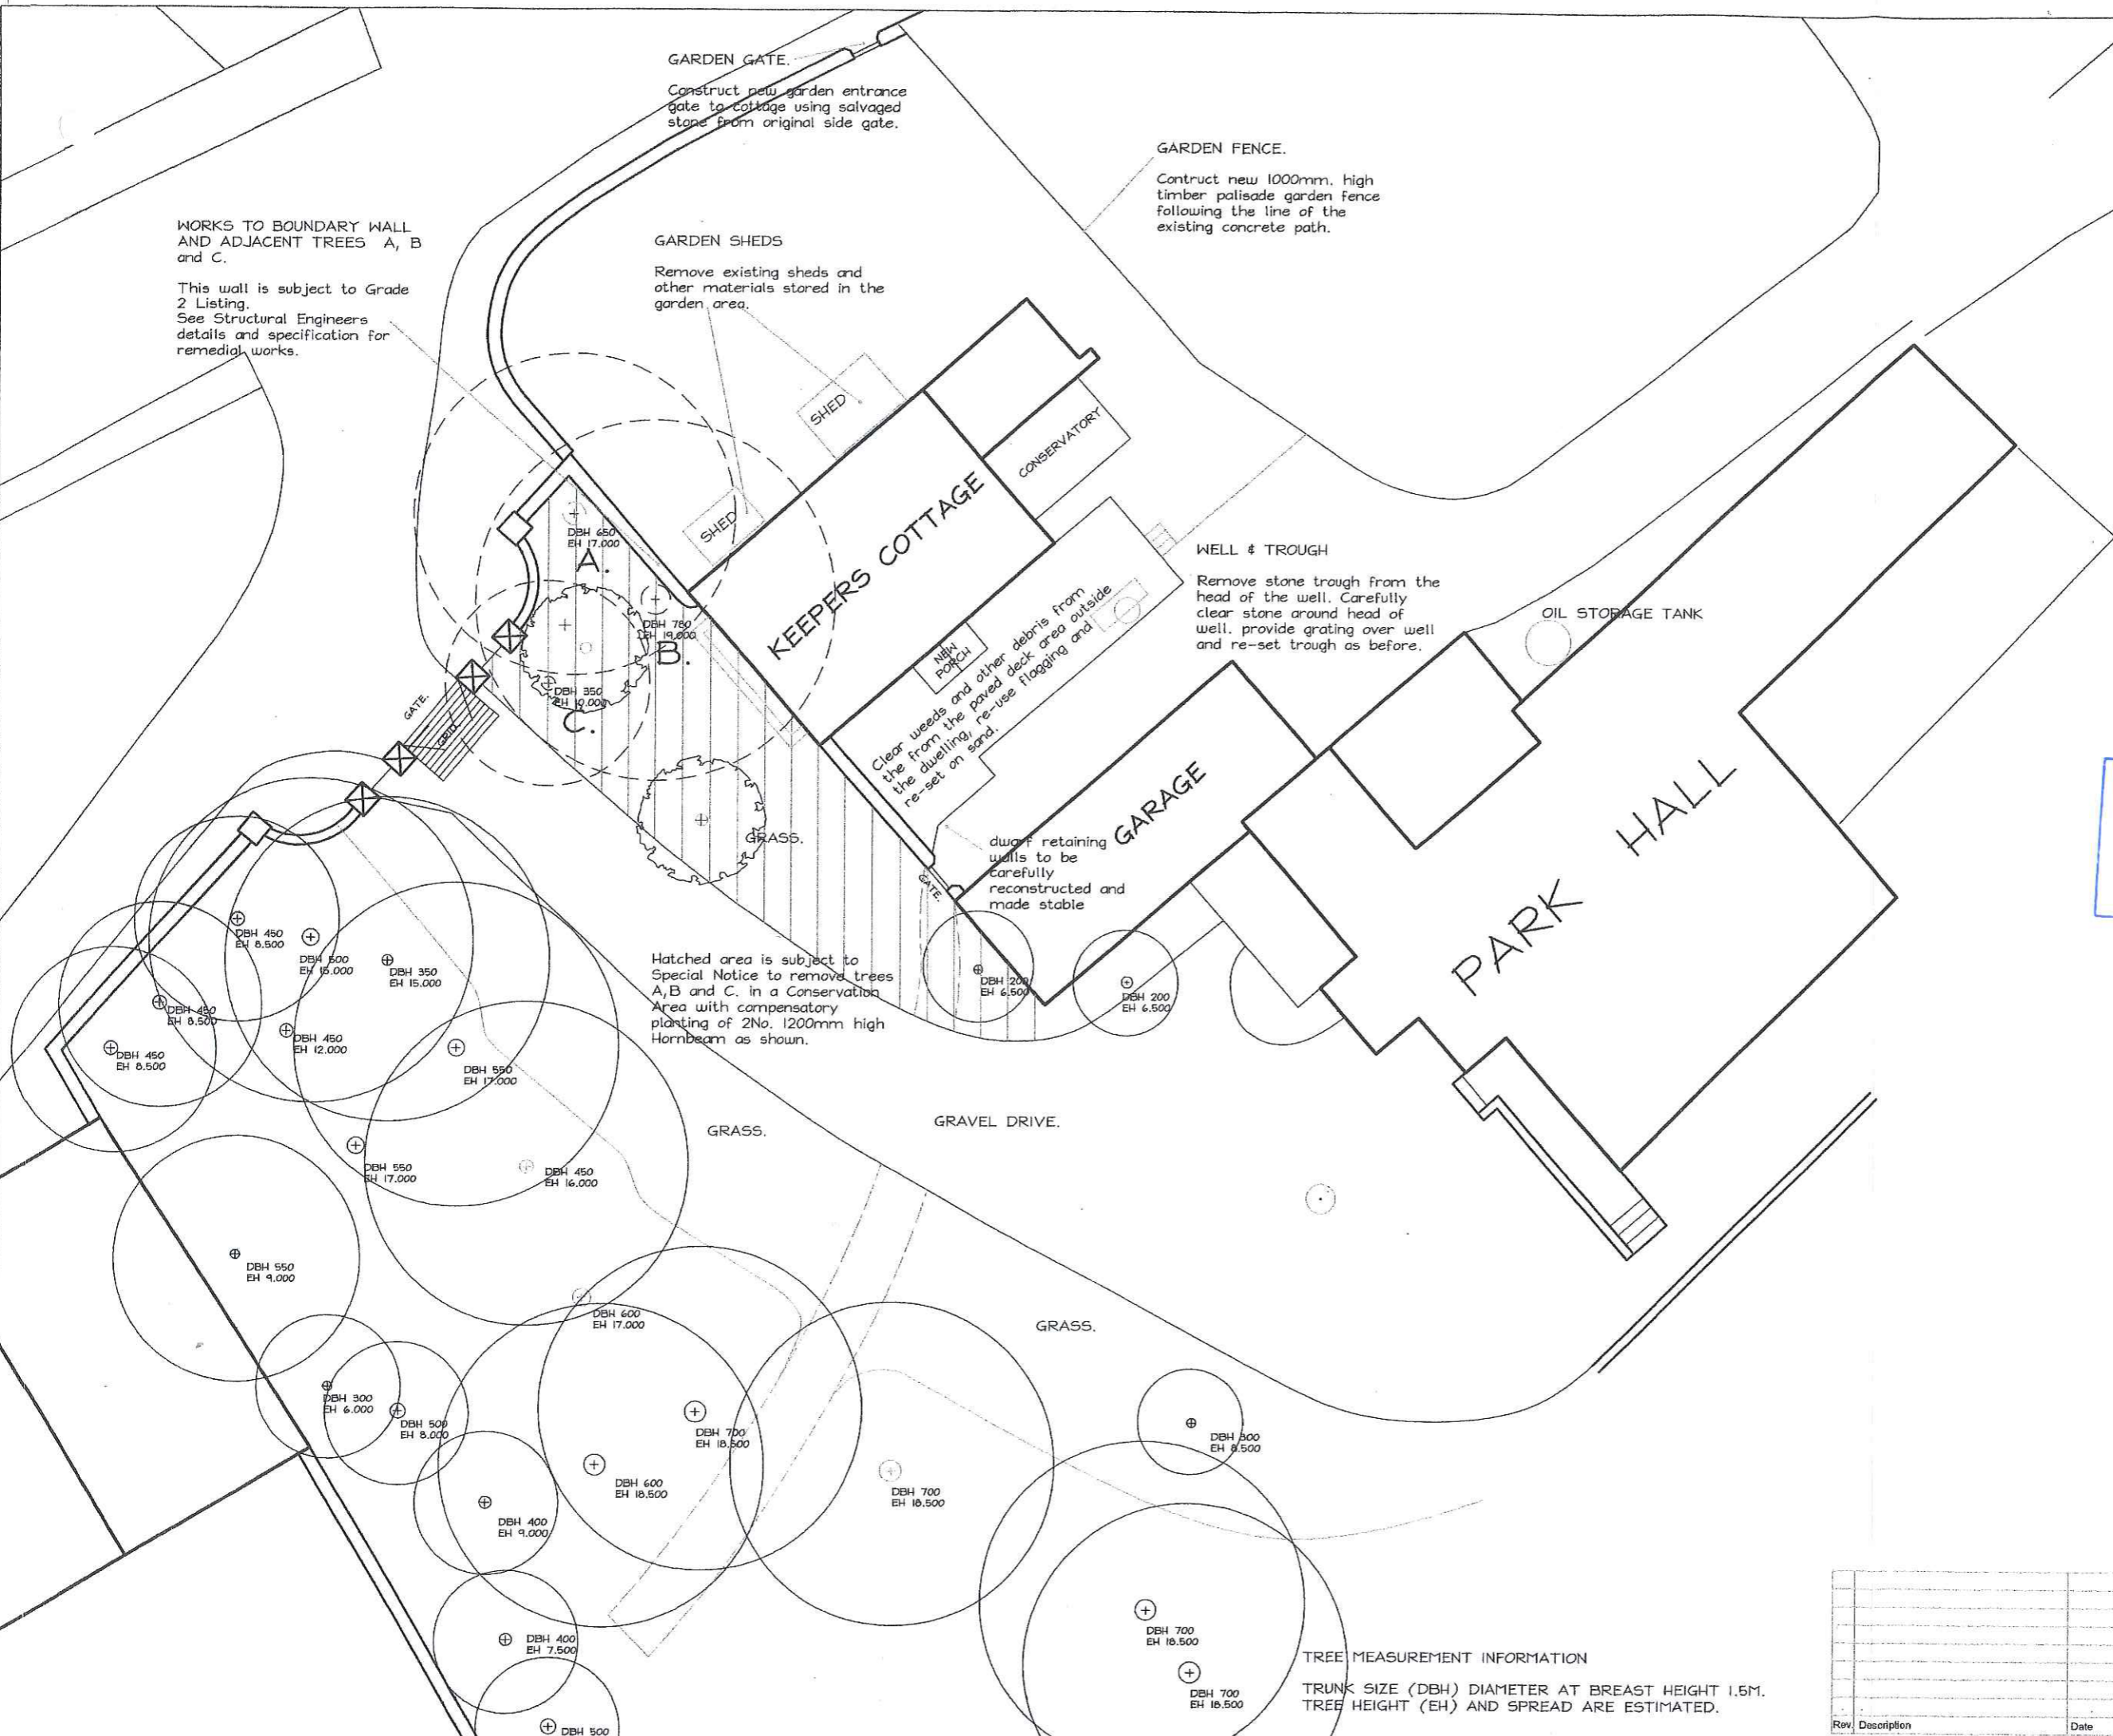 GARDEN GATE.
Construct new garden entrance
gate to cottage using salvaged
stone from original side gate.
GARDEN FENCE.
Contruct new 1000mm. high
timber palisade garden fence
following the line of the
existing concrete path.
WORKS TO BOUNDARY WALL
AND ADJACENT TREES A, B
and C.
This wall is subject to Grade
2 Listing.
See Structural Engineers
details and specification for
remedial works.
GARDEN SHEDS
Remove existing sheds and
other materials stored in the
garden area.
SHED
SHED
CONSERVATORY
KEEPERS COTTAGE
NEW
PORCH
DBH 650
EH 17.000
A.
DBH 780
EH 19.000
B.
DBH 350
EH 10.000
C.
GATE.
GRID
WELL & TROUGH
Remove stone trough from the
head of the well. Carefully
clear stone around head of
well. provide grating over well
and re-set trough as before.
OIL STORAGE TANK
Clear weeds and other debris from
the from the paved deck area outside
the dwelling, re-use flagging and
re-set on sand.
GARAGE
PARK HALL
dwarf retaining
walls to be
carefully
reconstructed and
made stable
GATE.
GRASS.
Hatched area is subject to
Special Notice to remove trees
A,B and C. in a Conservation
Area with compensatory
planting of 2No. 1200mm high
Hornbeam as shown.
DBH 200
EH 6.500
DBH 200
EH 6.500
DBH 450
EH 8.500
DBH 600
EH 15.000
DBH 350
EH 15.000
DBH 450
EH 8.500
DBH 450
EH 12.000
DBH 450
EH 8.500
DBH 550
EH 17.000
GRASS.
GRAVEL DRIVE.
DBH 550
EH 17.000
DBH 450
EH 16.000
DBH 550
EH 9.000
DBH 600
EH 17.000
GRASS.
DBH 300
EH 6.000
DBH 500
EH 8.000
DBH 700
EH 18.500
DBH 300
EH 8.500
DBH 600
EH 18.500
DBH 700
EH 18.500
DBH 400
EH 9.000
DBH 400
EH 7.500
DBH 700
EH 18.500
DBH 700
EH 18.500
DBH 500
TREE MEASUREMENT INFORMATION
TRUNK SIZE (DBH) DIAMETER AT BREAST HEIGHT 1.5M.
TREE HEIGHT (EH) AND SPREAD ARE ESTIMATED.
Rev. Description Date